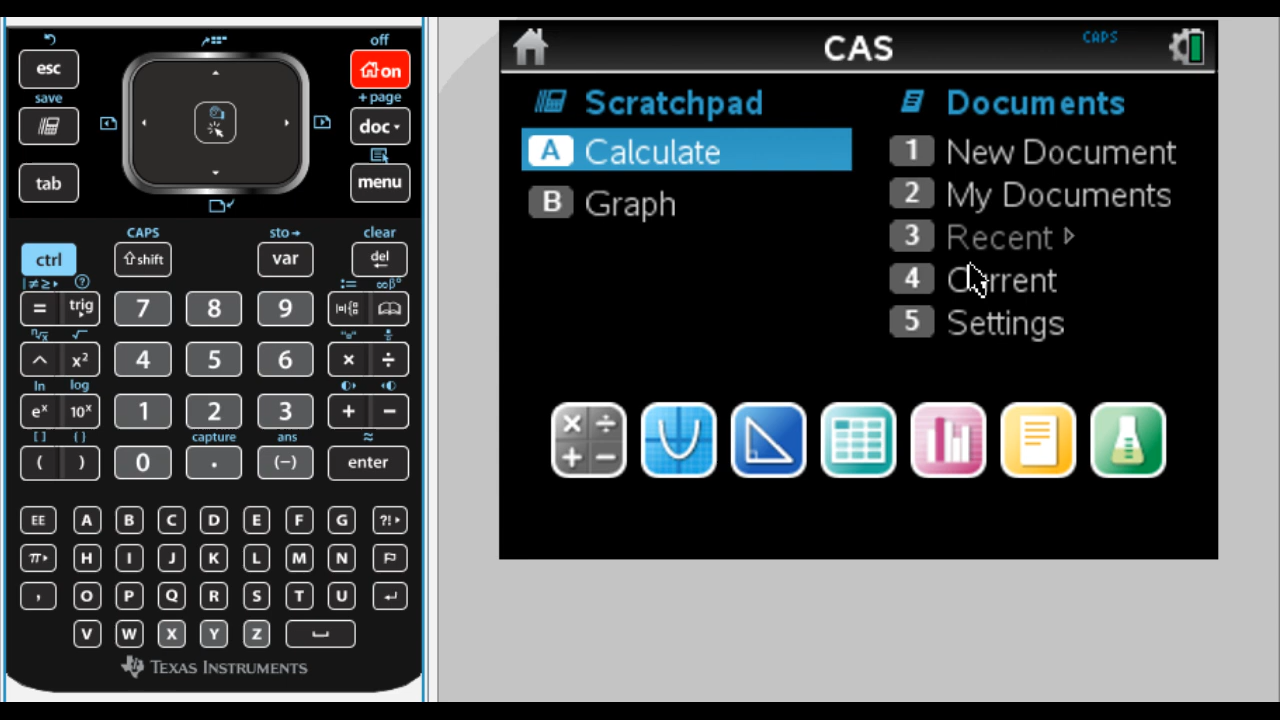 off
esc
on
save
+ page
doc
tab
menu
CAPS
sto→
clear
ctrl
⇧shift
var
del
|≠≥▸
:=
∞β°
=
trig
7
8
9
ⁿ√x
√
^
x²
4
5
6
×
÷
ln
log
eˣ
10ˣ
1
2
3
+
−
[ ]
{ }
capture
ans
≈
(
)
0
.
(−)
enter
EE
A
B
C
D
E
F
G
?!▸
π▸
H
I
J
K
L
M
N
,
O
P
Q
R
S
T
U
V
W
X
Y
Z
TEXAS INSTRUMENTS
CAS
CAPS
Scratchpad
A Calculate
B Graph
Documents
1 New Document
2 My Documents
3 Recent ▷
4 Current
5 Settings
× ÷
+ −